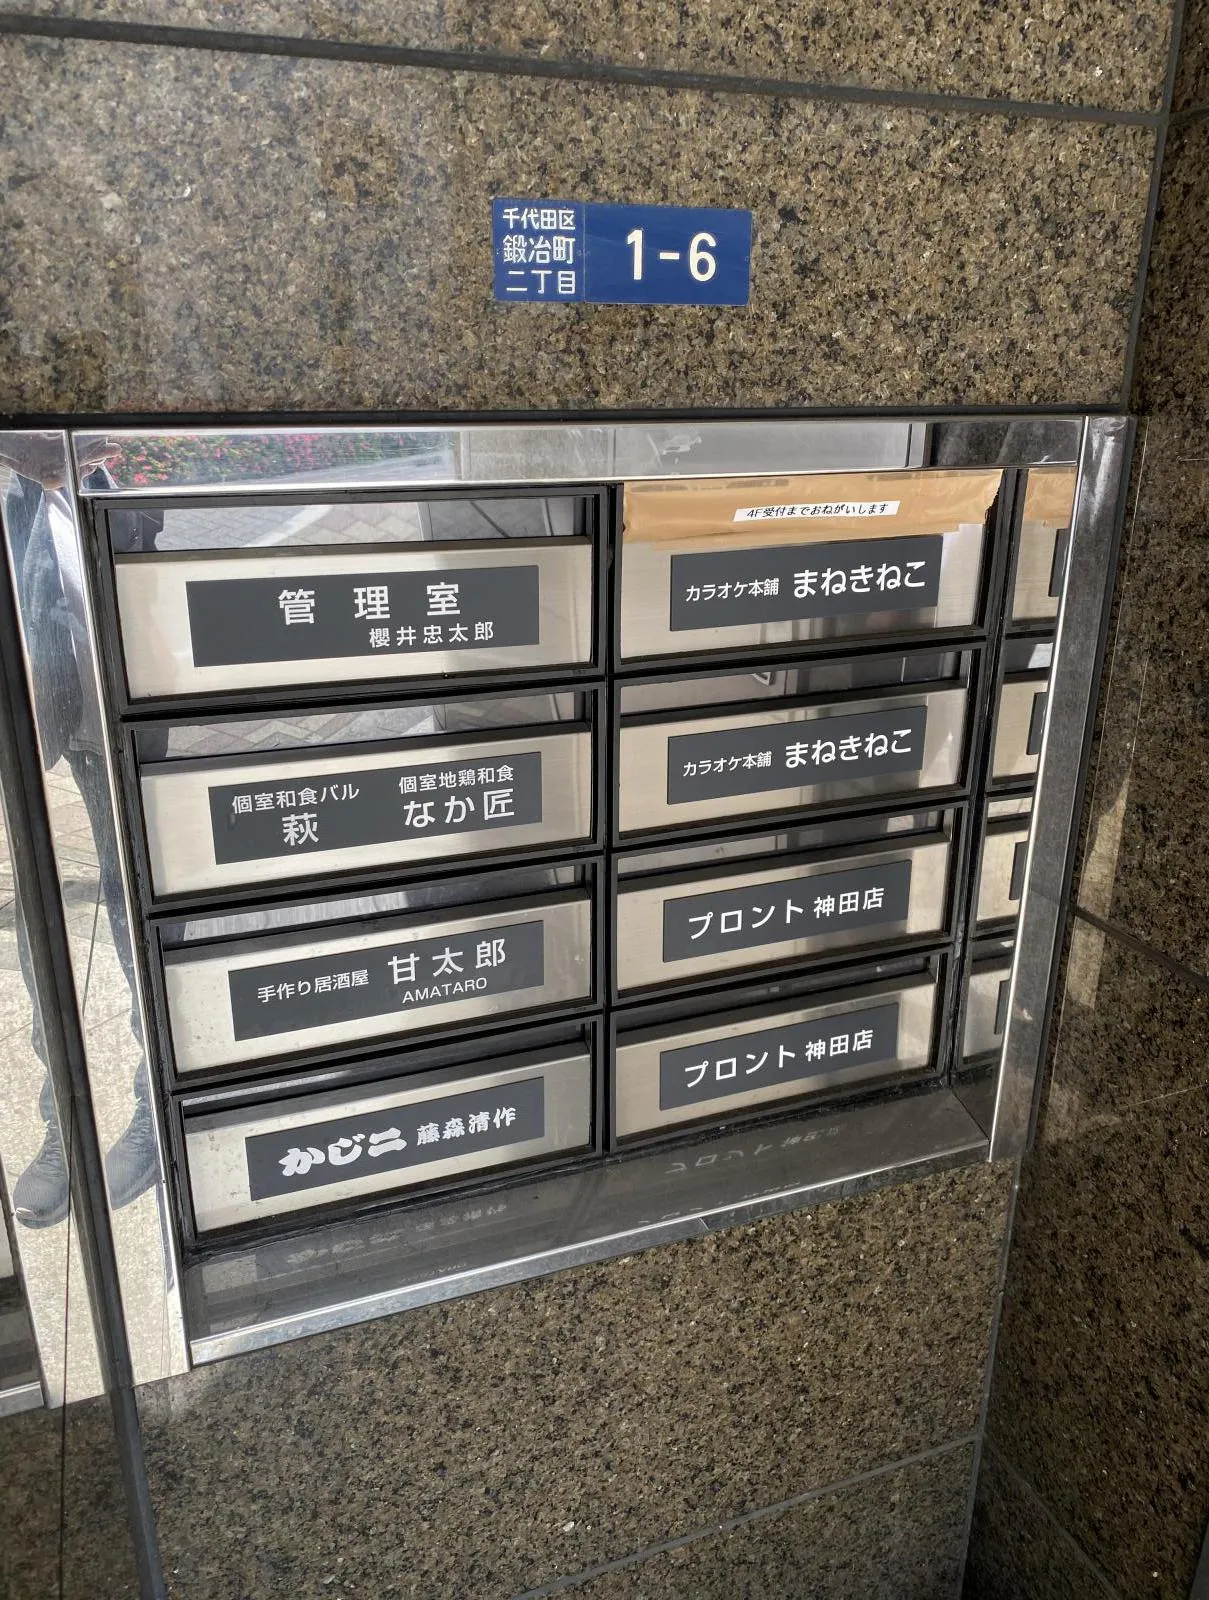 千代田区
鍛冶町
二丁目
1-6
管理室
櫻井忠太郎
個室和食バル
萩
個室地鶏和食
なか匠
手作り居酒屋 甘太郎
AMATARO
かじ二 藤森清作
4F受付までおねがいします
カラオケ本舗 まねきねこ
カラオケ本舗 まねきねこ
プロント 神田店
プロント 神田店